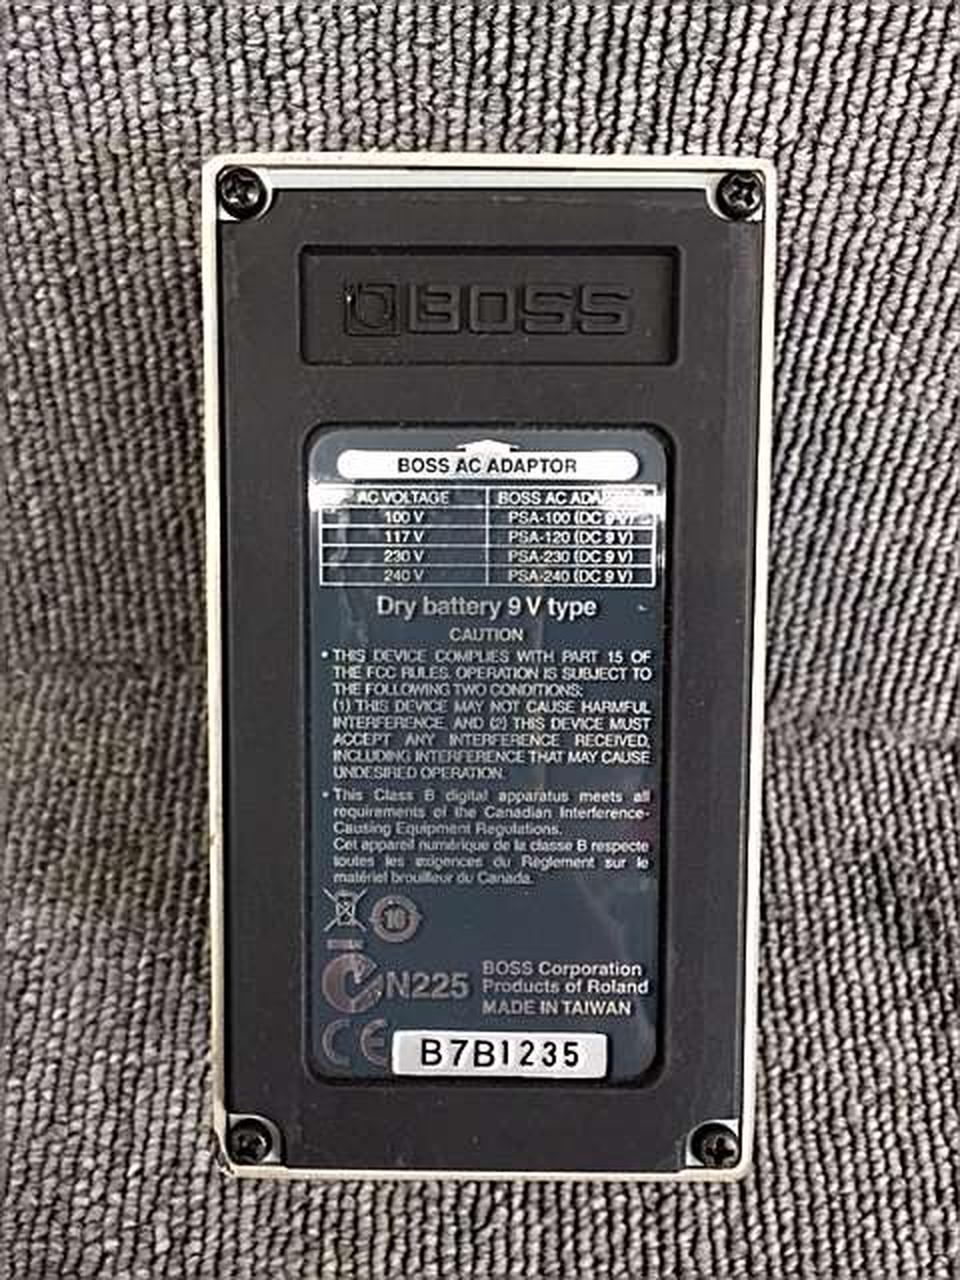 BOSS
BOSS AC ADAPTOR
AC VOLTAGE BOSS AC
100 V PSA-100 (DC 9 V)
117 V PSA-120 (DC 9 V)
230 V PSA-230 (DC 9 V)
240 V PSA-240 (DC 9 V)
Dry battery 9 V type
CAUTION
• THIS DEVICE COMPLIES WITH PART 15 OF
THE FCC RULES. OPERATION IS SUBJECT TO
THE FOLLOWING TWO CONDITIONS:
(1) THIS DEVICE MAY NOT CAUSE HARMFUL
INTERFERENCE, AND (2) THIS DEVICE MUST
ACCEPT ANY INTERFERENCE RECEIVED,
INCLUDING INTERFERENCE THAT MAY CAUSE
UNDESIRED OPERATION.
• This Class B digital apparatus meets all
requirements of the Canadian Interference-
Causing Equipment Regulations.
Cet appareil numérique de la classe B respecte
toutes les exigences du Règlement sur le
matériel brouilleur du Canada.
10
N225
BOSS Corporation
Products of Roland
MADE IN TAIWAN
CE
B7B1235